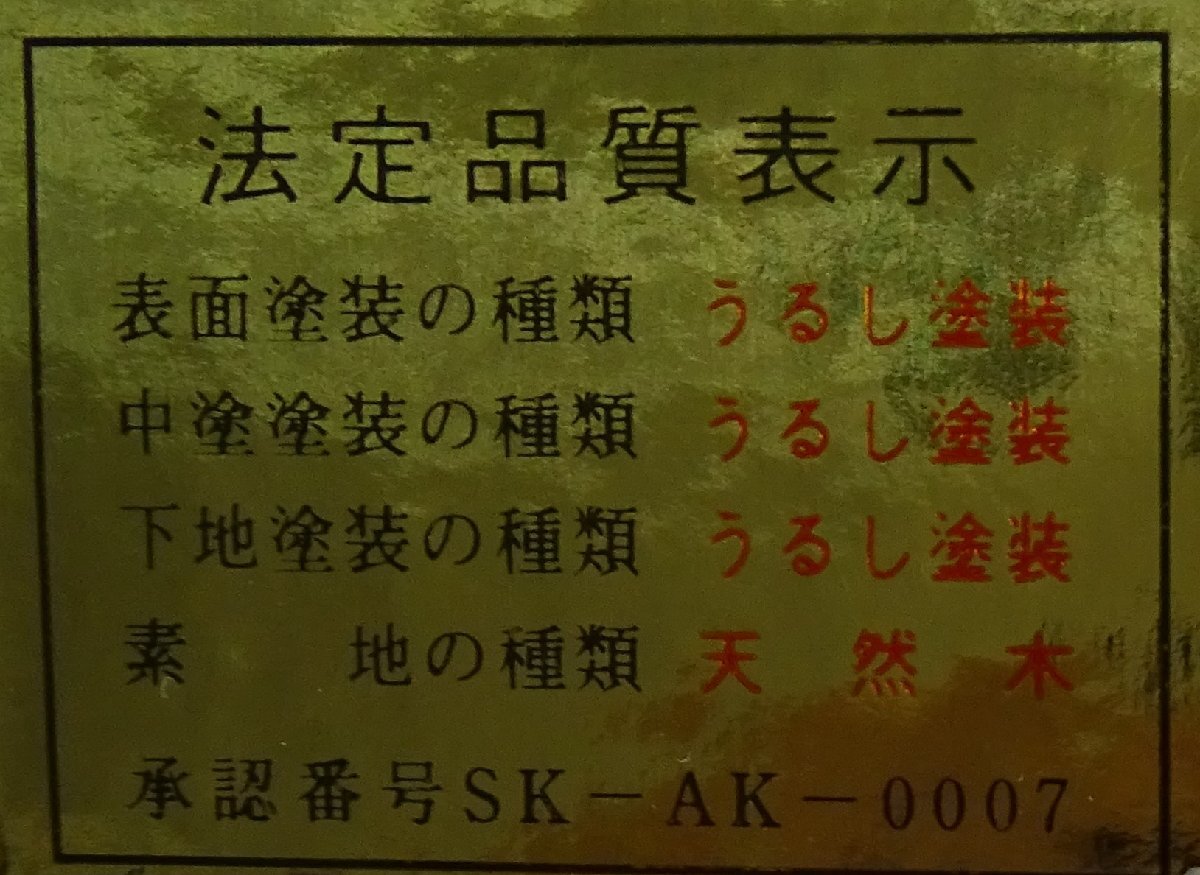 法定品質表示
表面塗装の種類 うるし塗装
中塗塗装の種類 うるし塗装
下地塗装の種類 うるし塗装
素地の種類 天然木
承認番号SK－AK－0007